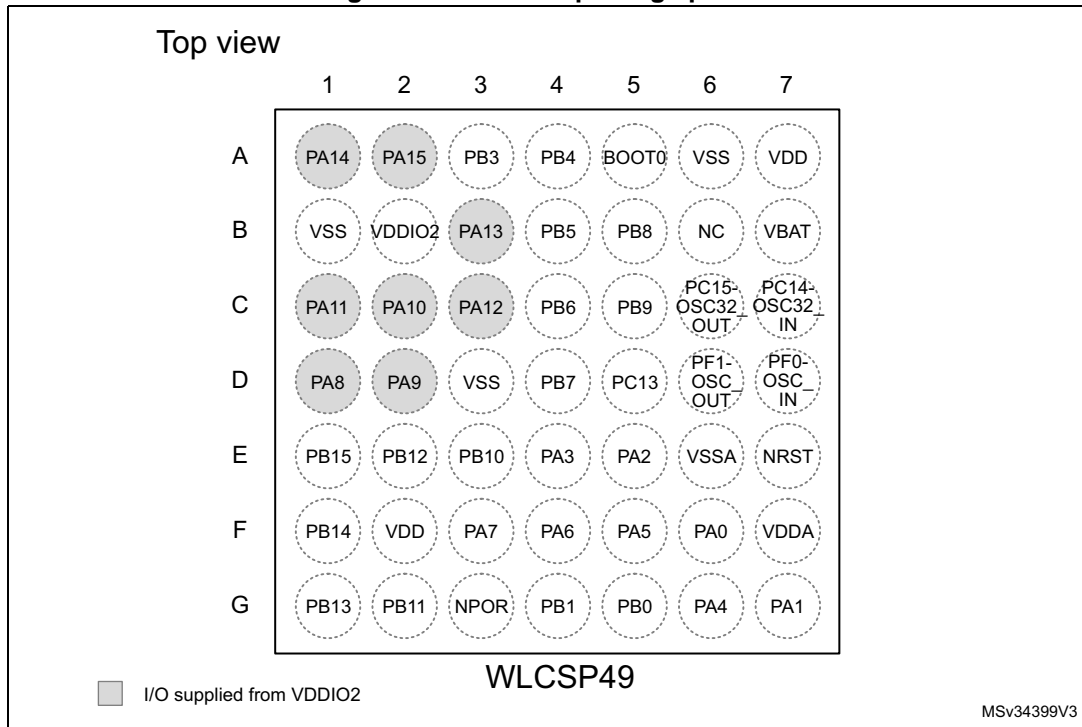 Top view
1 2 3 4 5 6 7
A PA14 PA15 PB3 PB4 BOOT0 VSS VDD
B VSS VDDIO2 PA13 PB5 PB8 NC VBAT
C PA11 PA10 PA12 PB6 PB9 PC15-OSC32_OUT PC14-OSC32_IN
D PA8 PA9 VSS PB7 PC13 PF1-OSC_OUT PF0-OSC_IN
E PB15 PB12 PB10 PA3 PA2 VSSA NRST
F PB14 VDD PA7 PA6 PA5 PA0 VDDA
G PB13 PB11 NPOR PB1 PB0 PA4 PA1
WLCSP49
I/O supplied from VDDIO2
MSv34399V3